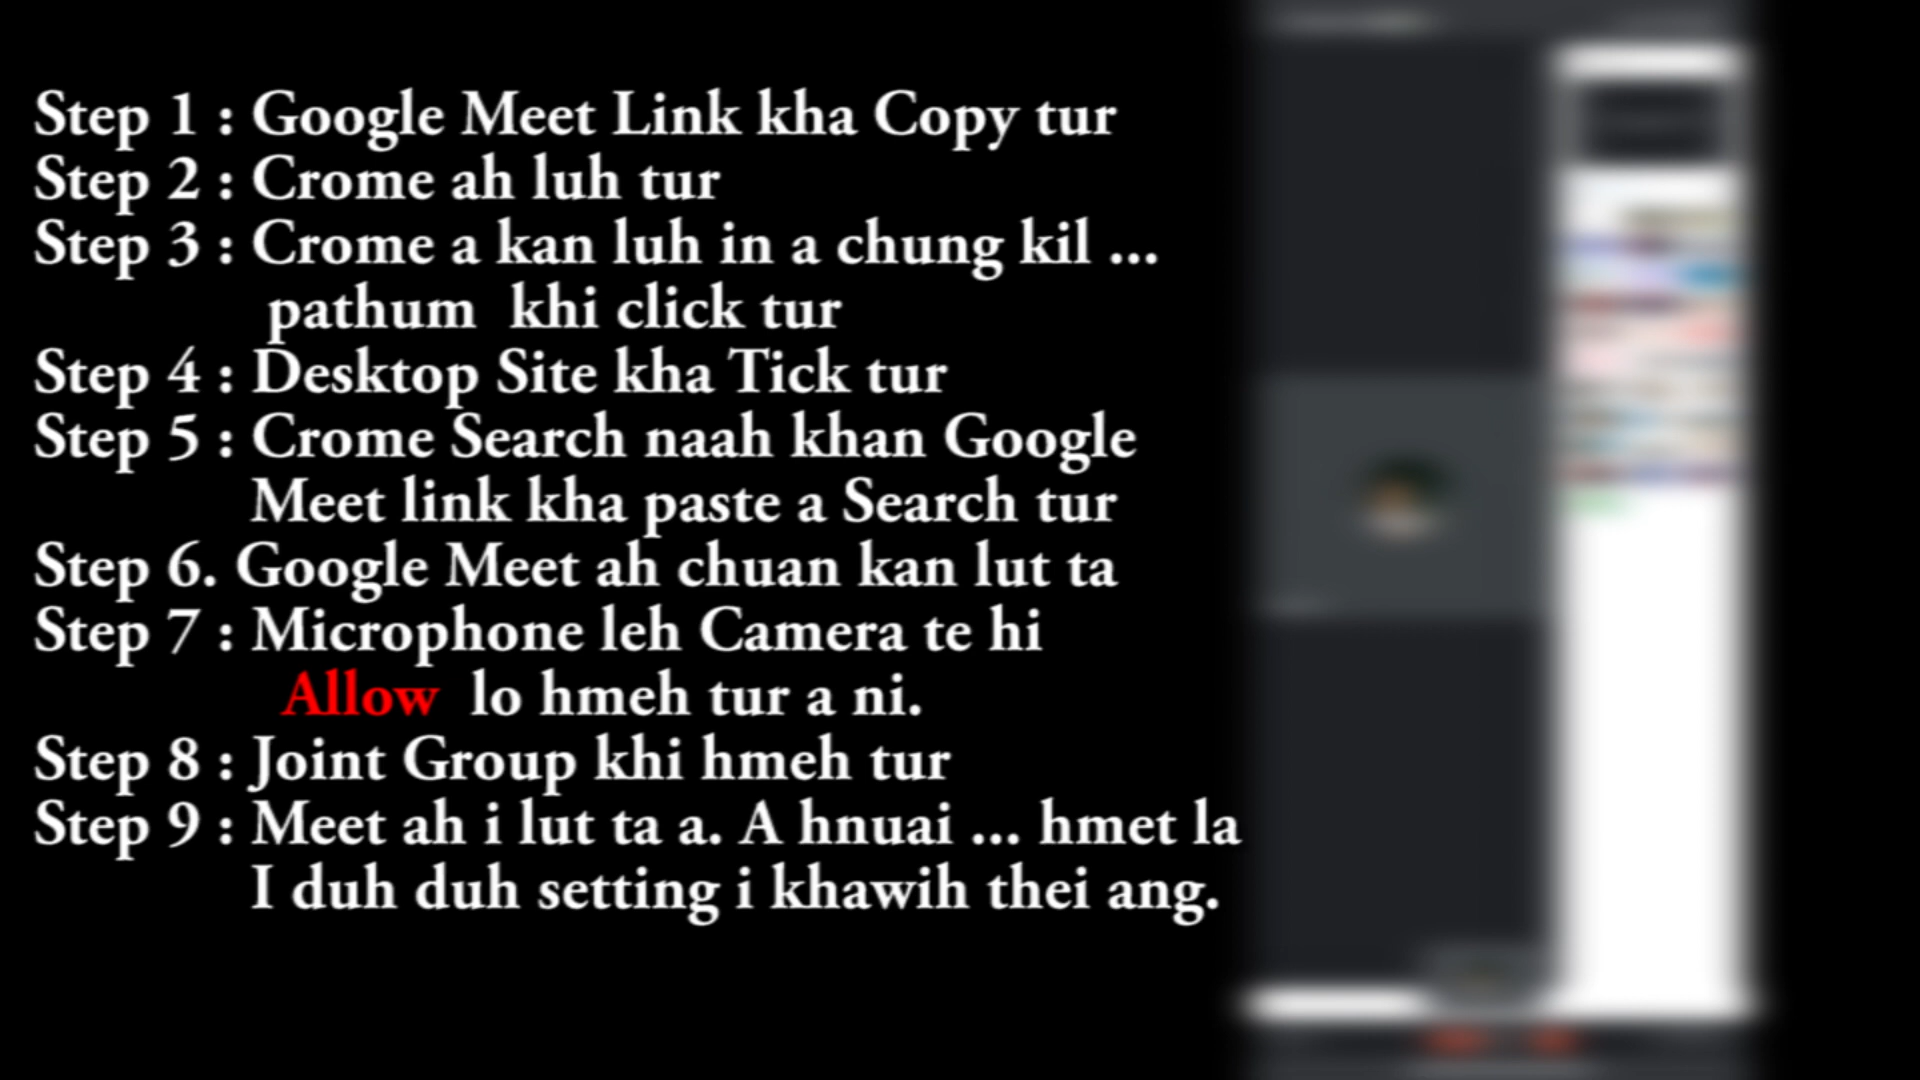 Step 1 : Google Meet Link kha Copy tur
Step 2 : Crome ah luh tur
Step 3 : Crome a kan luh in a chung kil ...
pathum khi click tur
Step 4 : Desktop Site kha Tick tur
Step 5 : Crome Search naah khan Google
Meet link kha paste a Search tur
Step 6. Google Meet ah chuan kan lut ta
Step 7 : Microphone leh Camera te hi
Allow lo hmeh tur a ni.
Step 8 : Joint Group khi hmeh tur
Step 9 : Meet ah i lut ta a. A hnuai ... hmet la
I duh duh setting i khawih thei ang.